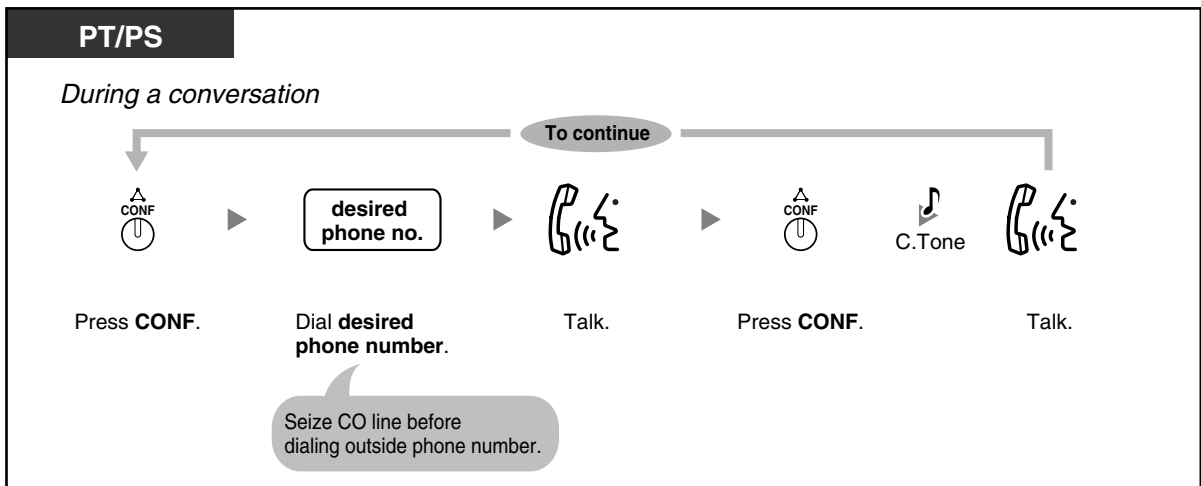 PT/PS
During a conversation
To continue
CONF
desired
phone no.
CONF
C.Tone
Press CONF.
Dial desired
phone number.
Talk.
Press CONF.
Talk.
Seize CO line before
dialing outside phone number.